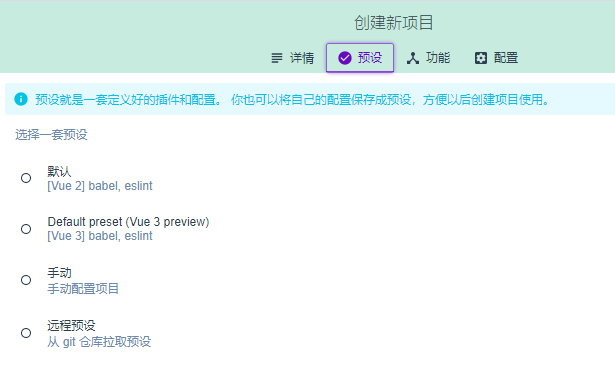 创建新项目
详情 预设 功能 配置
预设就是一套定义好的插件和配置。 你也可以将自己的配置保存成预设，方便以后创建项目使用。
选择一套预设
默认
[Vue 2] babel, eslint
Default preset (Vue 3 preview)
[Vue 3] babel, eslint
手动
手动配置项目
远程预设
从 git 仓库拉取预设